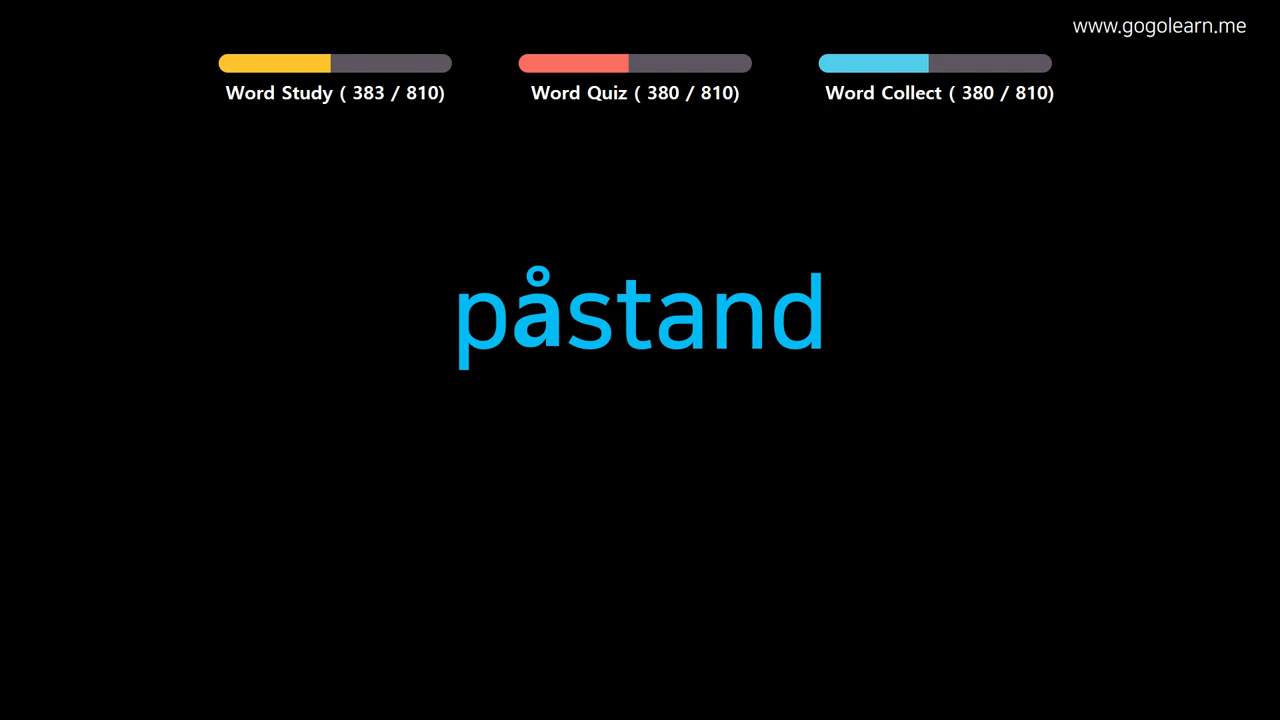 www.gogolearn.me
Word Study ( 383 / 810)
Word Quiz ( 380 / 810)
Word Collect ( 380 / 810)
påstand